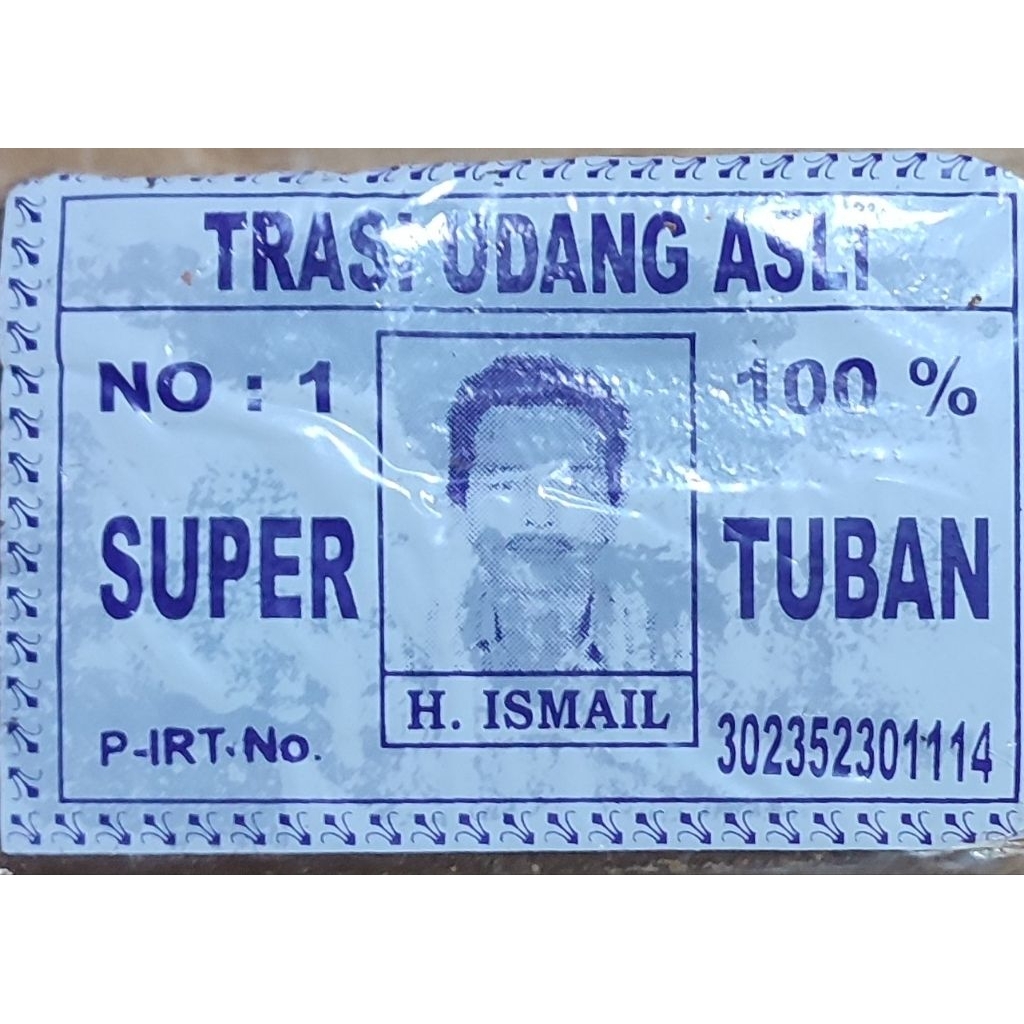 TRASI UDANG ASLI
NO : 1
100 %
SUPER
TUBAN
H. ISMAIL
P-IRT.No.
302352301114